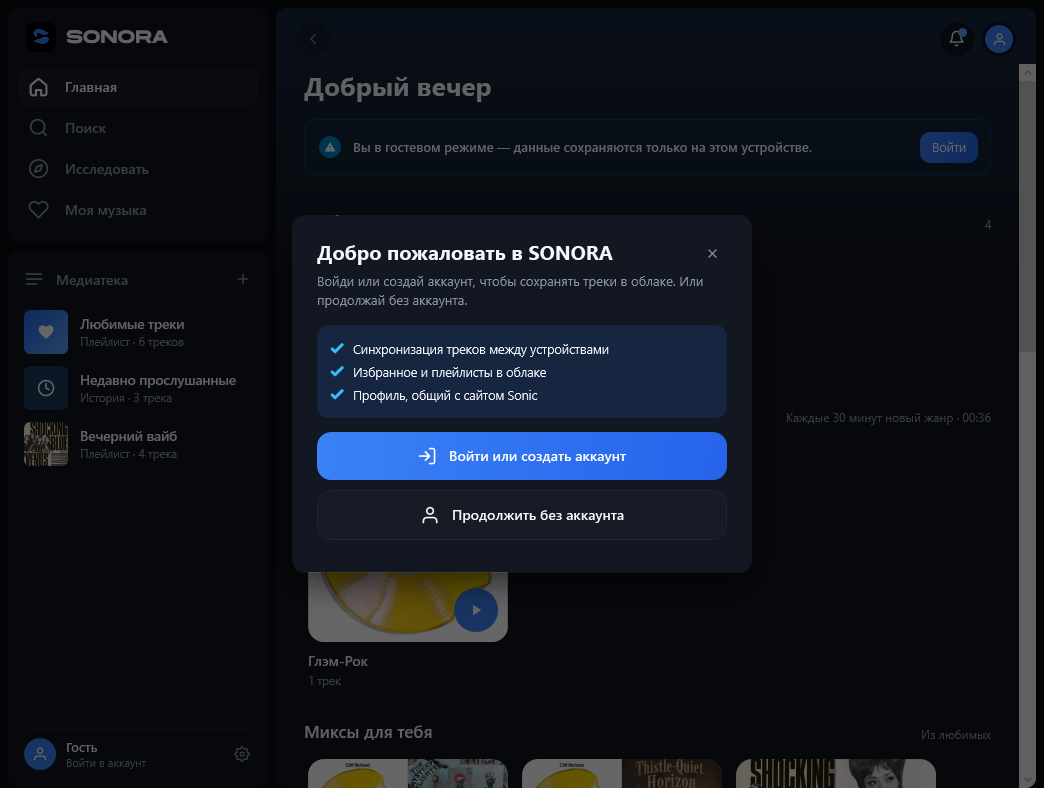 SONORA
Главная
Поиск
Исследовать
Моя музыка
Медиатека
Любимые треки
Плейлист · 6 треков
Недавно прослушанные
История · 3 трека
Вечерний вайб
Плейлист · 4 трека
Гость
Войти в аккаунт
Добрый вечер
Вы в гостевом режиме — данные сохраняются только на этом устройстве.
Войти
4
Добро пожаловать в SONORA
Войди или создай аккаунт, чтобы сохранять треки в облаке. Или
продолжай без аккаунта.
Синхронизация треков между устройствами
Избранное и плейлисты в облаке
Профиль, общий с сайтом Sonic
Войти или создать аккаунт
Продолжить без аккаунта
Каждые 30 минут новый жанр · 00:36
Глэм-Рок
1 трек
Миксы для тебя
Из любимых
Cliff Richard.
Cliff Richard.
Thistle-Quiet
Horizon
SHOCKING